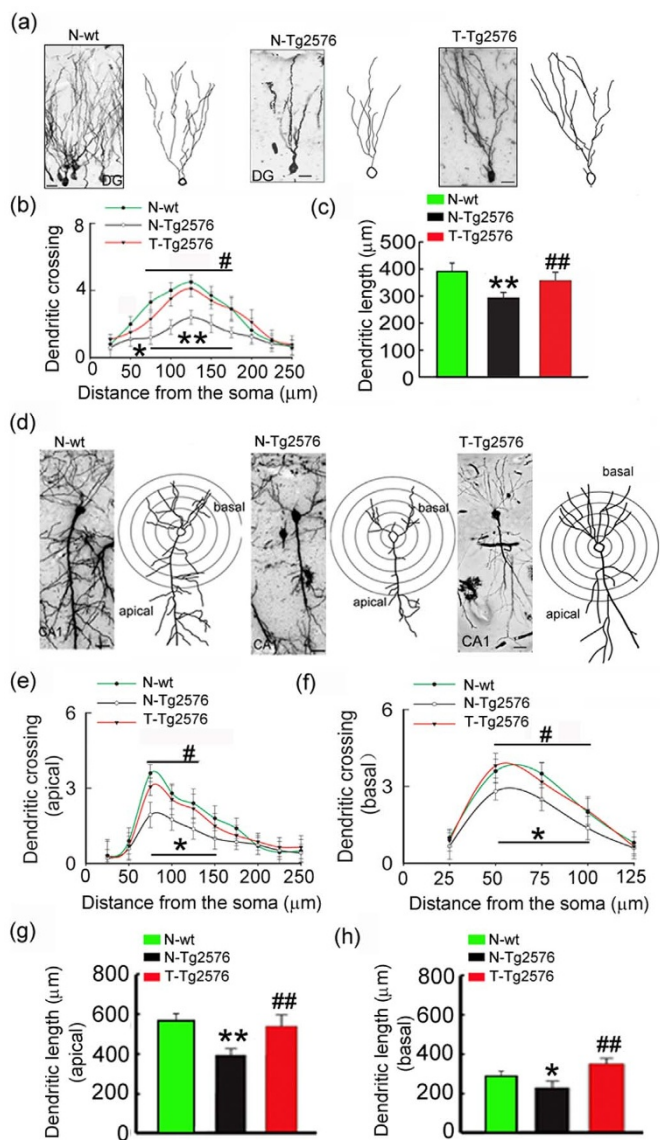 (a)
N-wt
N-Tg2576
T-Tg2576
DG
DG
(b)
N-wt
N-Tg2576
T-Tg2576
#
Dendritic crossing
8
4
0
* **
0 50 100 150 200 250
Distance from the soma (μm)
(c)
N-wt
N-Tg2576
T-Tg2576
Dendritic length (μm)
500
400
300
200
100
0
**
##
(d)
N-wt
N-Tg2576
T-Tg2576
basal
apical
CA1
basal
apical
basal
apical
CA1
(e)
N-wt
N-Tg2576
T-Tg2576
#
Dendritic crossing
(apical)
6
3
0
*
0 50 100 150 200 250
Distance from the soma (μm)
(f)
N-wt
N-Tg2576
T-Tg2576
#
Dendritic crossing
(basal)
6
3
0
*
0 25 50 75 100 125
Distance from the soma (μm)
(g)
N-wt
N-Tg2576
T-Tg2576
Dendritic length (μm)
(apical)
800
600
400
200
0
**
##
(h)
N-wt
N-Tg2576
T-Tg2576
Dendritic length (μm)
(basal)
800
600
400
200
0
*
##